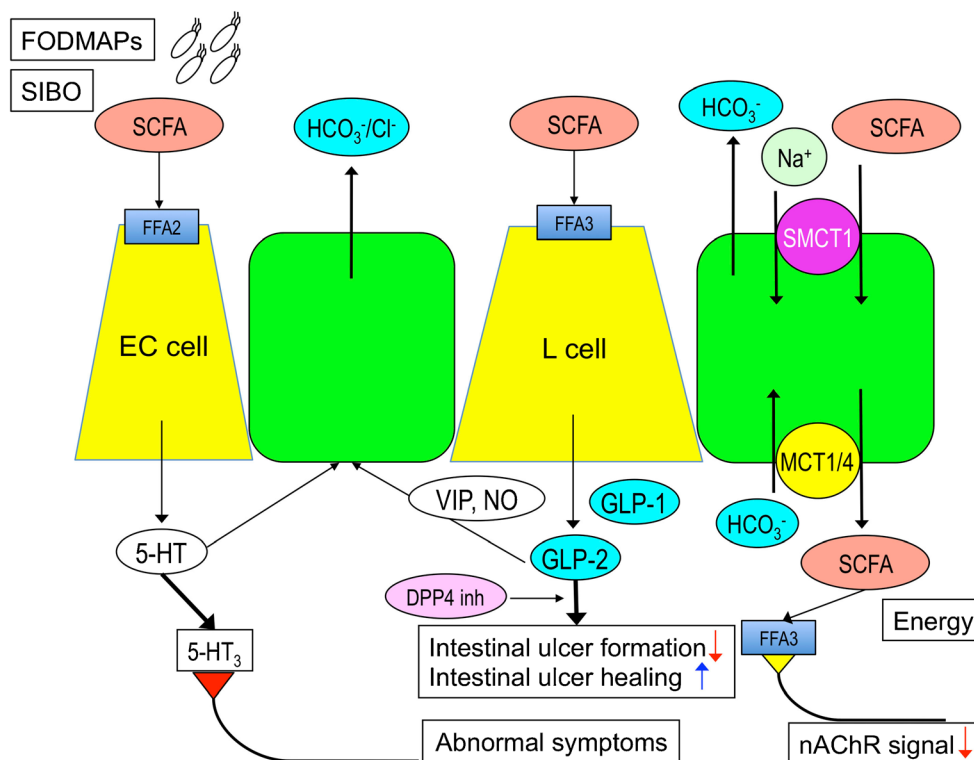 FODMAPs
SIBO
SCFA
HCO₃⁻/Cl⁻
SCFA
HCO₃⁻
Na⁺
SCFA
FFA2
FFA3
SMCT1
EC cell
L cell
MCT1/4
VIP, NO
GLP-1
HCO₃⁻
5-HT
GLP-2
SCFA
DPP4 inh
5-HT₃
Intestinal ulcer formation↓
Intestinal ulcer healing ↑
FFA3
Energy
Abnormal symptoms
nAChR signal↓